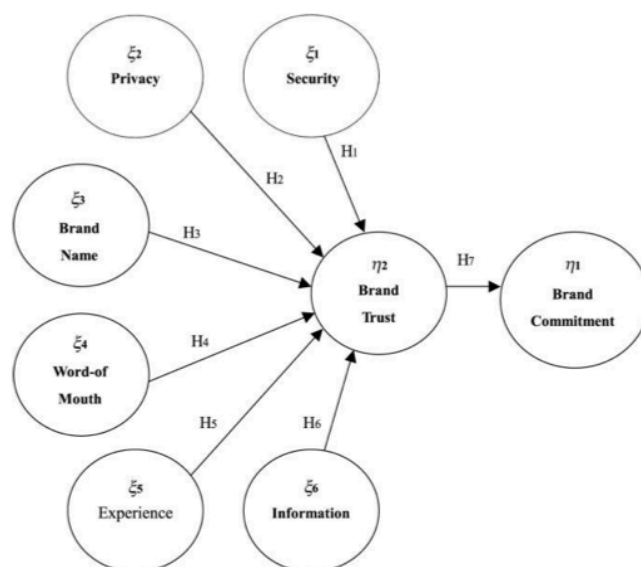 ξ2
Privacy
ξ1
Security
H1
H2
ξ3
Brand
Name
H3
η2
Brand
Trust
H7
η1
Brand
Commitment
ξ4
Word-of
Mouth
H4
H5
H6
ξ5
Experience
ξ6
Information